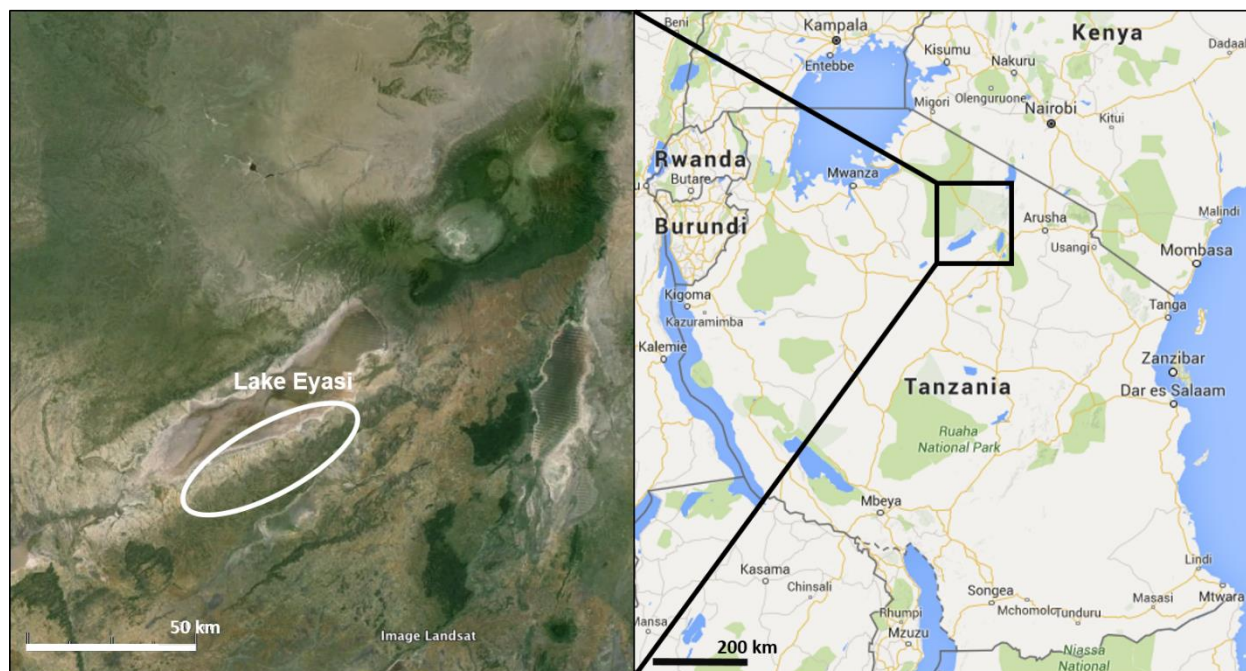 Lake Eyasi
50 km
Image Landsat
Beni
Kampala
Entebbe
Kisumu
Kenya
Dadaal
Nakuru
Olenguruone
Migori
Nairobi
Kitui
Rwanda
Butare
Mwanza
Burundi
Arusha
Usangi
Malindi
Mombasa
Kigoma
Kazuramimba
Tanga
Kalemie
Zanzibar
Dar es Salaam
Tanzania
Ruaha
National Park
Mbeya
Kasama
Chinsali
Lindi
Songea
Mchomolo
Tunduru
Masasi
Mtwara
Rhumpi
Mansa
Mzuzu
200 km
Niassa
National